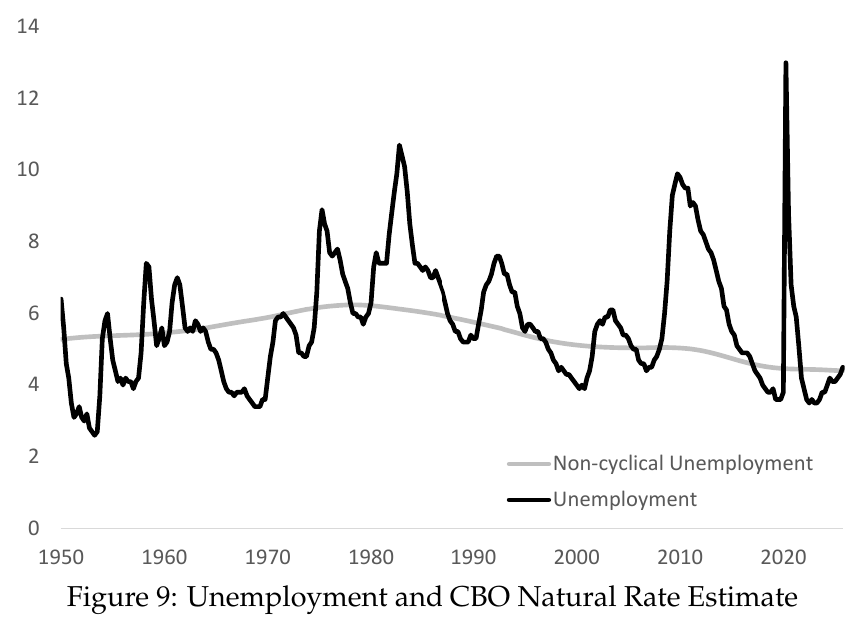 14
12
10
8
6
4
2
0
Non-cyclical Unemployment
Unemployment
1950 1960 1970 1980 1990 2000 2010 2020
Figure 9: Unemployment and CBO Natural Rate Estimate